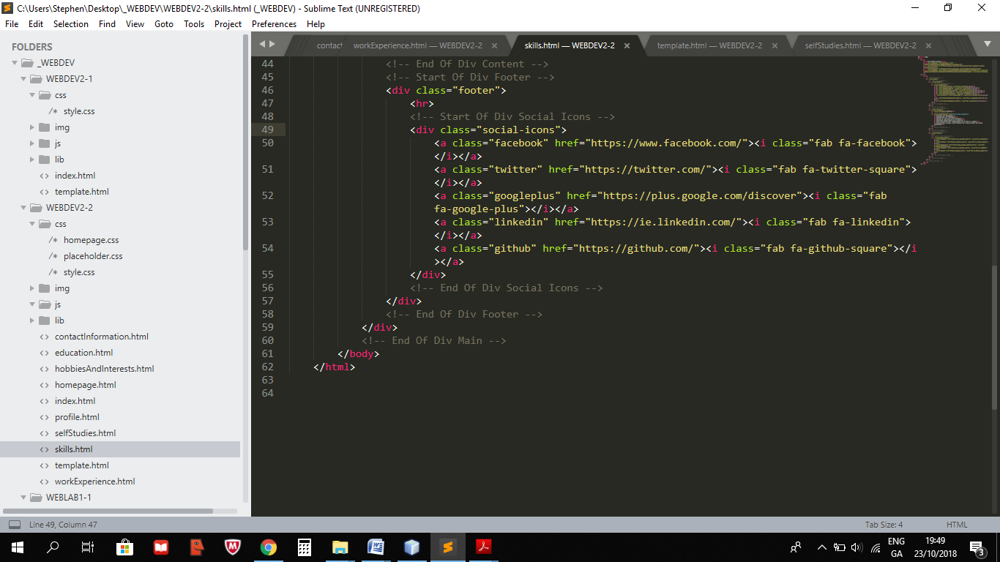 C:\Users\Stephen\Desktop\_WEBDEV\WEBDEV2-2\skills.html (_WEBDEV) - Sublime Text (UNREGISTERED)
File Edit Selection Find View Goto Tools Project Preferences Help
FOLDERS
_WEBDEV
WEBDEV2-1
css
/* style.css
img
js
lib
<> index.html
<> template.html
WEBDEV2-2
css
/* homepage.css
/* placeholder.css
/* style.css
img
js
lib
<> contactInformation.html
<> education.html
<> hobbiesAndInterests.html
<> homepage.html
<> index.html
<> profile.html
<> selfStudies.html
<> skills.html
<> template.html
<> workExperience.html
WEBLAB1-1
contact workExperience.html — WEBDEV2-2 × skills.html — WEBDEV2-2 × template.html — WEBDEV2-2 × selfStudies.html — WEBDEV2-2 ×
44 <!-- End Of Div Content -->
45 <!-- Start Of Div Footer -->
46 <div class="footer">
47 <hr>
48 <!-- Start Of Div Social Icons -->
49 <div class="social-icons">
50 <a class="facebook" href="https://www.facebook.com/"><i class="fab fa-facebook">
</i></a>
51 <a class="twitter" href="https://twitter.com/"><i class="fab fa-twitter-square">
</i></a>
52 <a class="googleplus" href="https://plus.google.com/discover"><i class="fab
fa-google-plus"></i></a>
53 <a class="linkedin" href="https://ie.linkedin.com/"><i class="fab fa-linkedin">
</i></a>
54 <a class="github" href="https://github.com/"><i class="fab fa-github-square"></i
></a>
55 </div>
56 <!-- End Of Div Social Icons -->
57 </div>
58 <!-- End Of Div Footer -->
59 </div>
60 <!-- End Of Div Main -->
61 </body>
62 </html>
63
64
Line 49, Column 47 Tab Size: 4 HTML
ENG
GA
19:49
23/10/2018
3